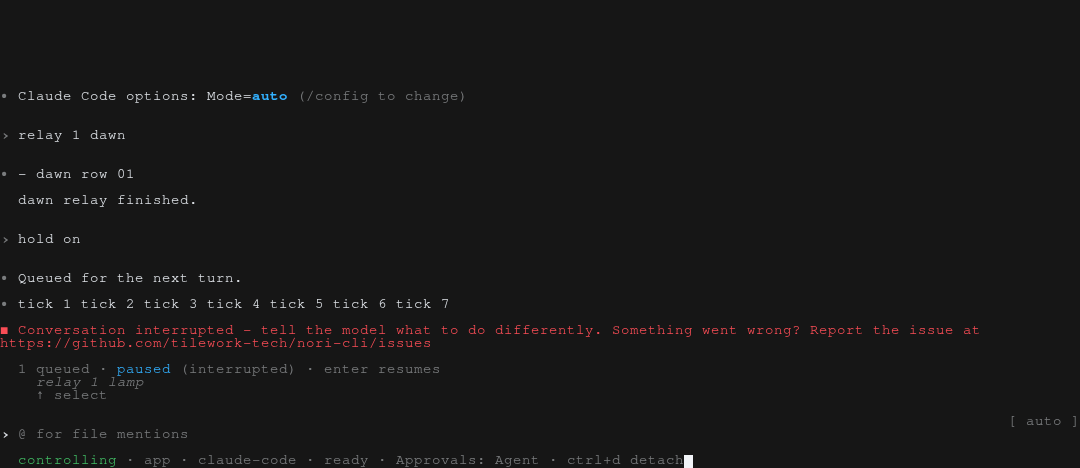 • Claude Code options: Mode=auto (/config to change)
› relay 1 dawn
• - dawn row 01
dawn relay finished.
› hold on
• Queued for the next turn.
• tick 1 tick 2 tick 3 tick 4 tick 5 tick 6 tick 7
■ Conversation interrupted - tell the model what to do differently. Something went wrong? Report the issue at
https://github.com/tilework-tech/nori-cli/issues
1 queued · paused (interrupted) · enter resumes
relay 1 lamp
↑ select
[ auto ]
› @ for file mentions
controlling · app · claude-code · ready · Approvals: Agent · ctrl+d detach